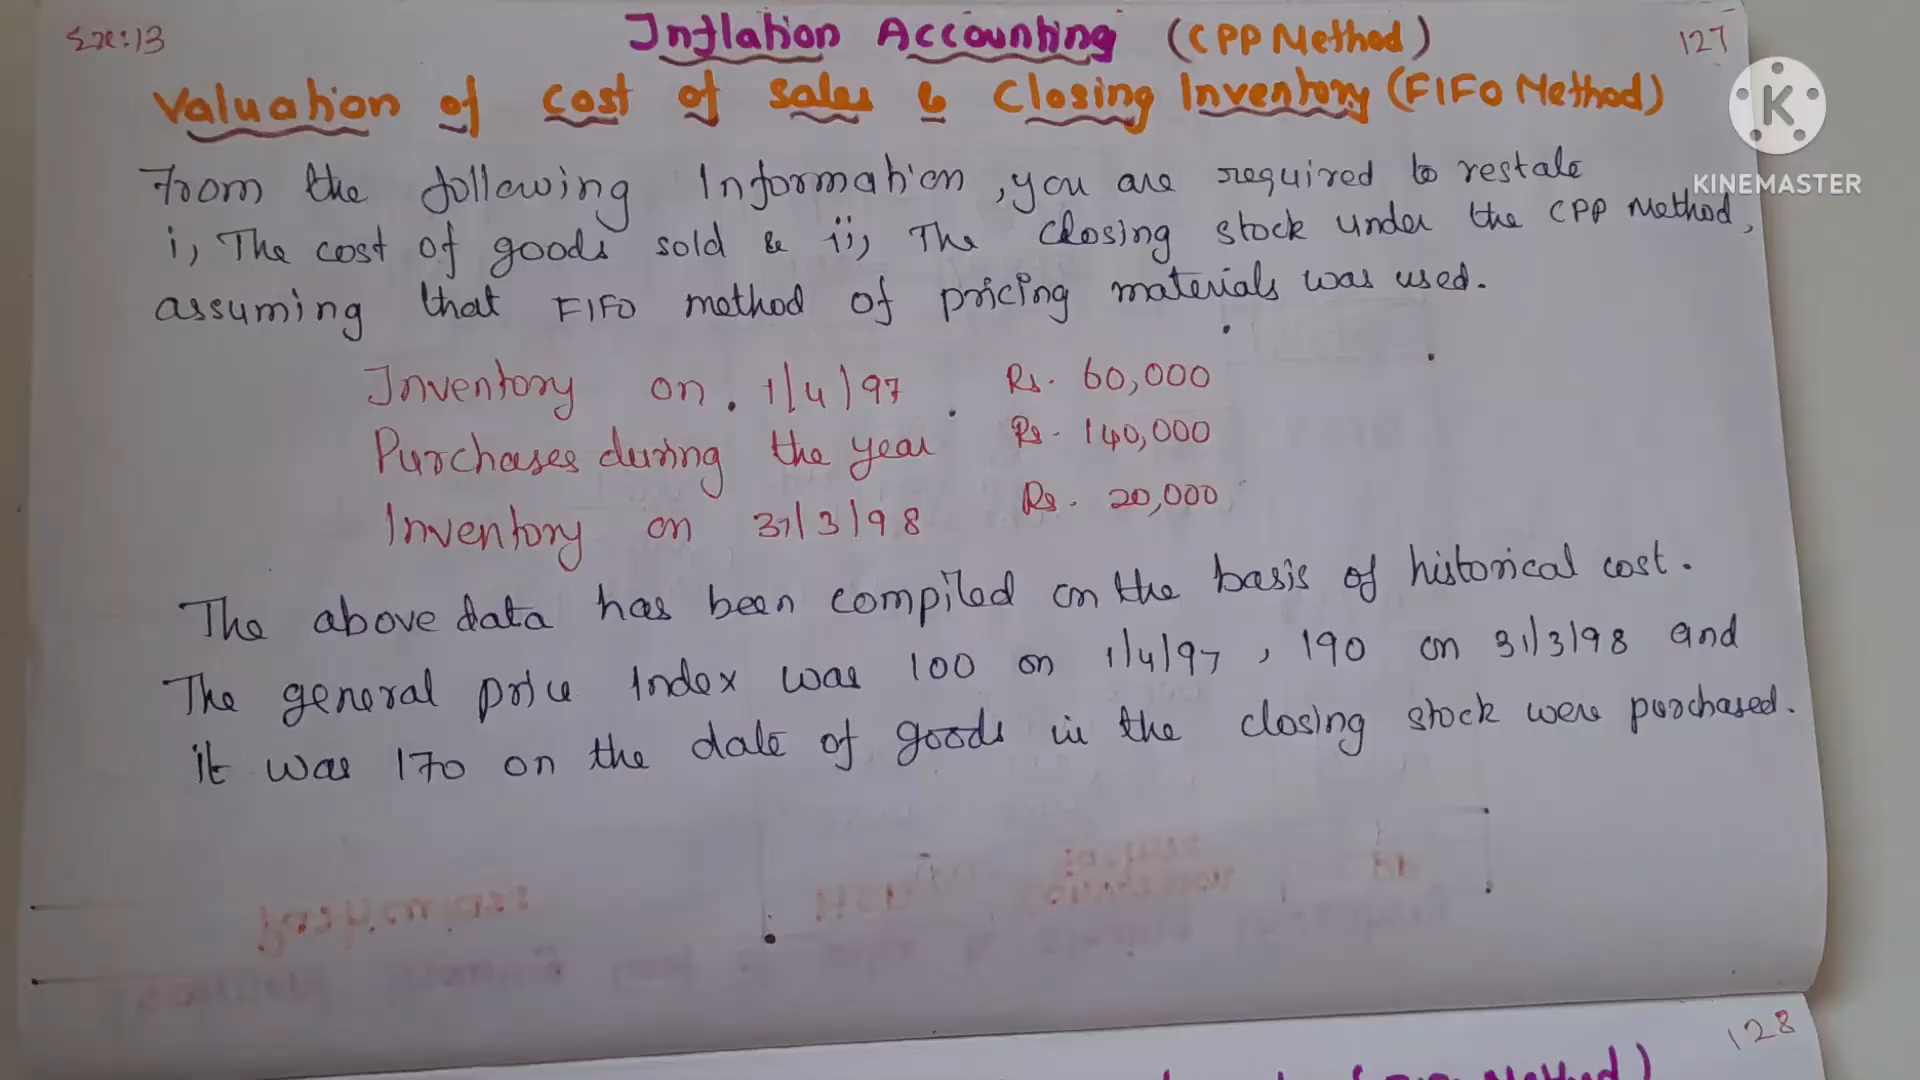 Ex:13
Inflation Accounting (CPP Method)
127
Valuation of cost of sales & Closing Inventory (FIFO Method)
K
KINEMASTER
From the following Information, you are required to restate
i, The cost of goods sold & ii, The closing stock under the CPP Method,
assuming that FIFO method of pricing materials was used.
Inventory on 1/4/97 Rs. 60,000
Purchases during the year Rs. 140,000
Inventory on 31/3/98 Rs. 20,000
The above data has been compiled on the basis of historical cost.
The general price Index was 100 on 1/4/97, 190 on 31/3/98 and
it was 170 on the date of goods in the closing stock were purchased.
128
Method)